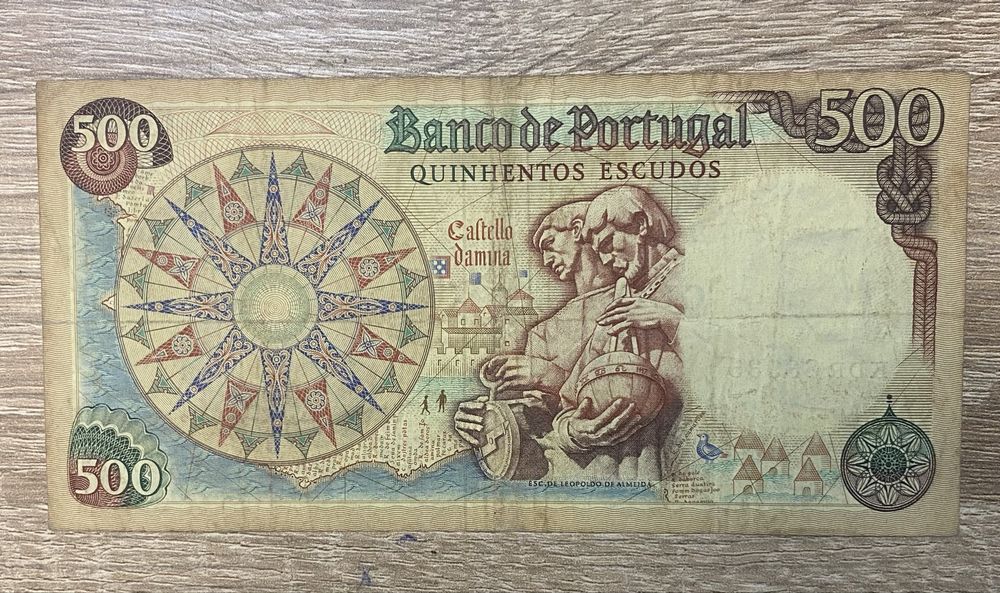 500
Banco de Portugal
500
QUINHENTOS ESCUDOS
Castello
damina
500
ESC. DE LEOPOLDO DE ALMEIDA